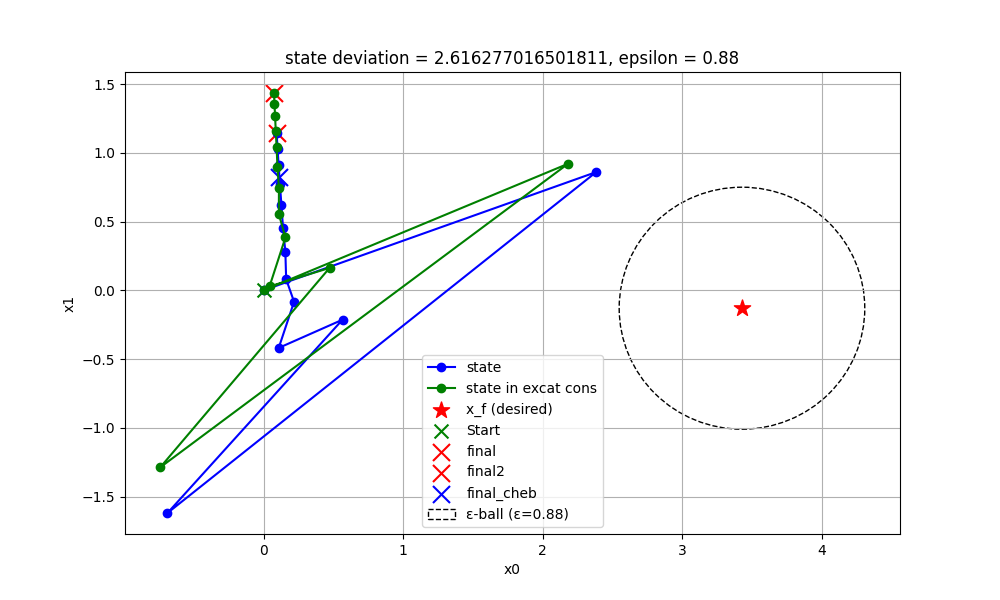 state deviation = 2.616277016501811, epsilon = 0.88
x1
1.5
1.0
0.5
0.0
−0.5
−1.0
−1.5
state
state in excat cons
x_f (desired)
Start
final
final2
final_cheb
ε-ball (ε=0.88)
0
1
2
3
4
x0